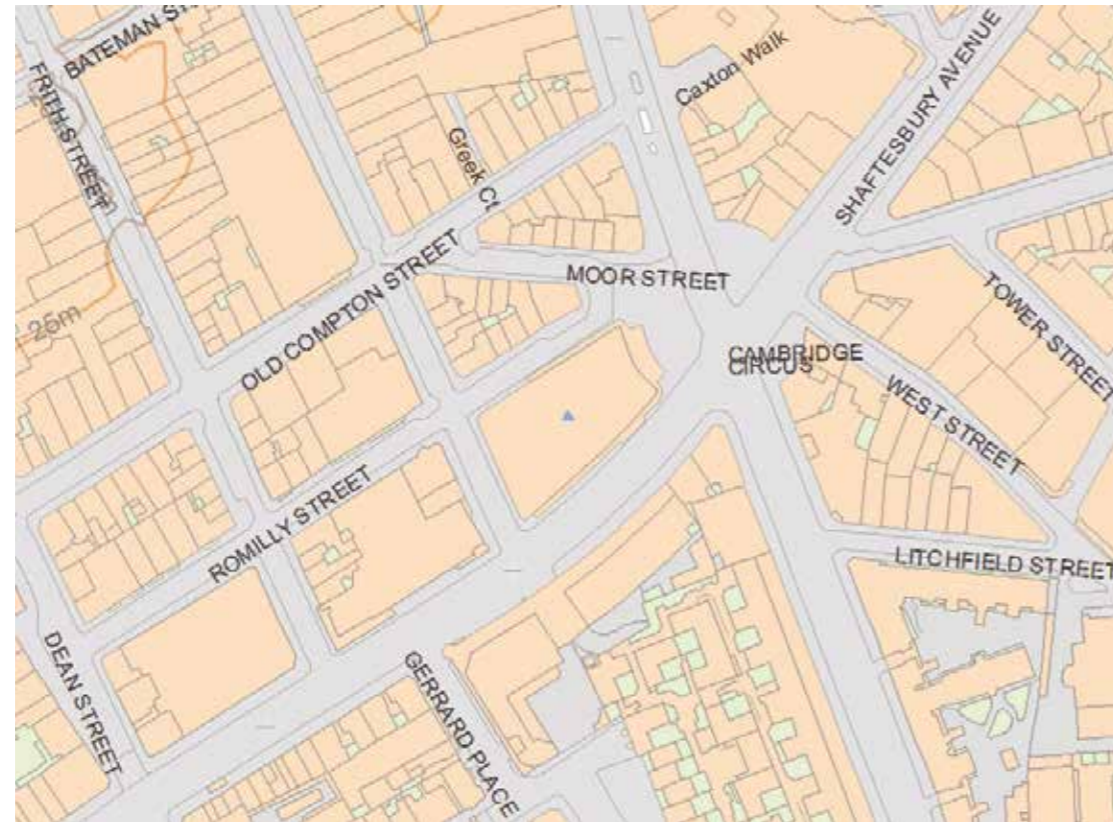 BATEMAN ST
FRITH STREET
Caxton Walk
SHAFTESBURY AVENUE
Greek Ct
25m
OLD COMPTON STREET
MOOR STREET
TOWER STREET
CAMBRIDGE
CIRCUS
WEST STREET
ROMILLY STREET
LITCHFIELD STREET
DEAN STREET
GERRARD PLACE